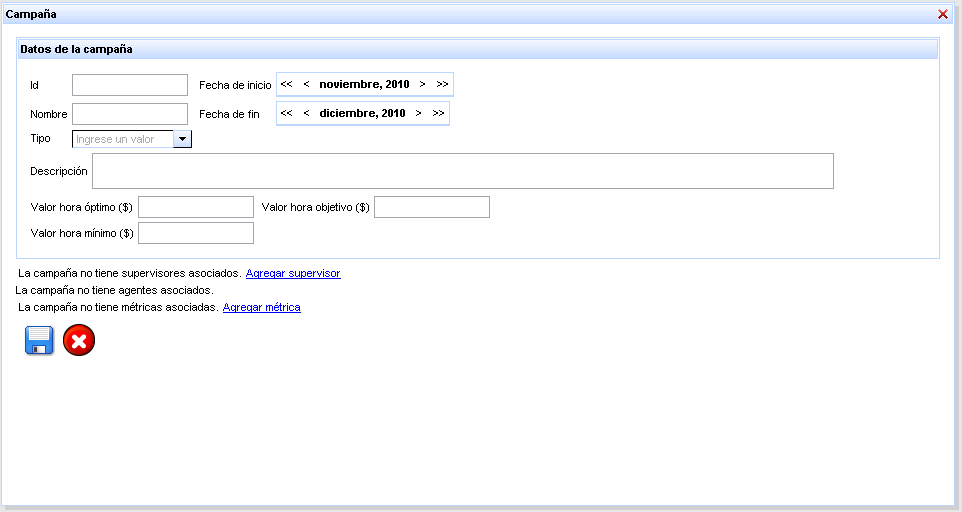 Campaña
Datos de la campaña
Id Fecha de inicio << < noviembre, 2010 > >>
Nombre Fecha de fin << < diciembre, 2010 > >>
Tipo Ingrese un valor
Descripción
Valor hora óptimo ($) Valor hora objetivo ($)
Valor hora mínimo ($)
La campaña no tiene supervisores asociados. Agregar supervisor
La campaña no tiene agentes asociados.
La campaña no tiene métricas asociadas. Agregar métrica